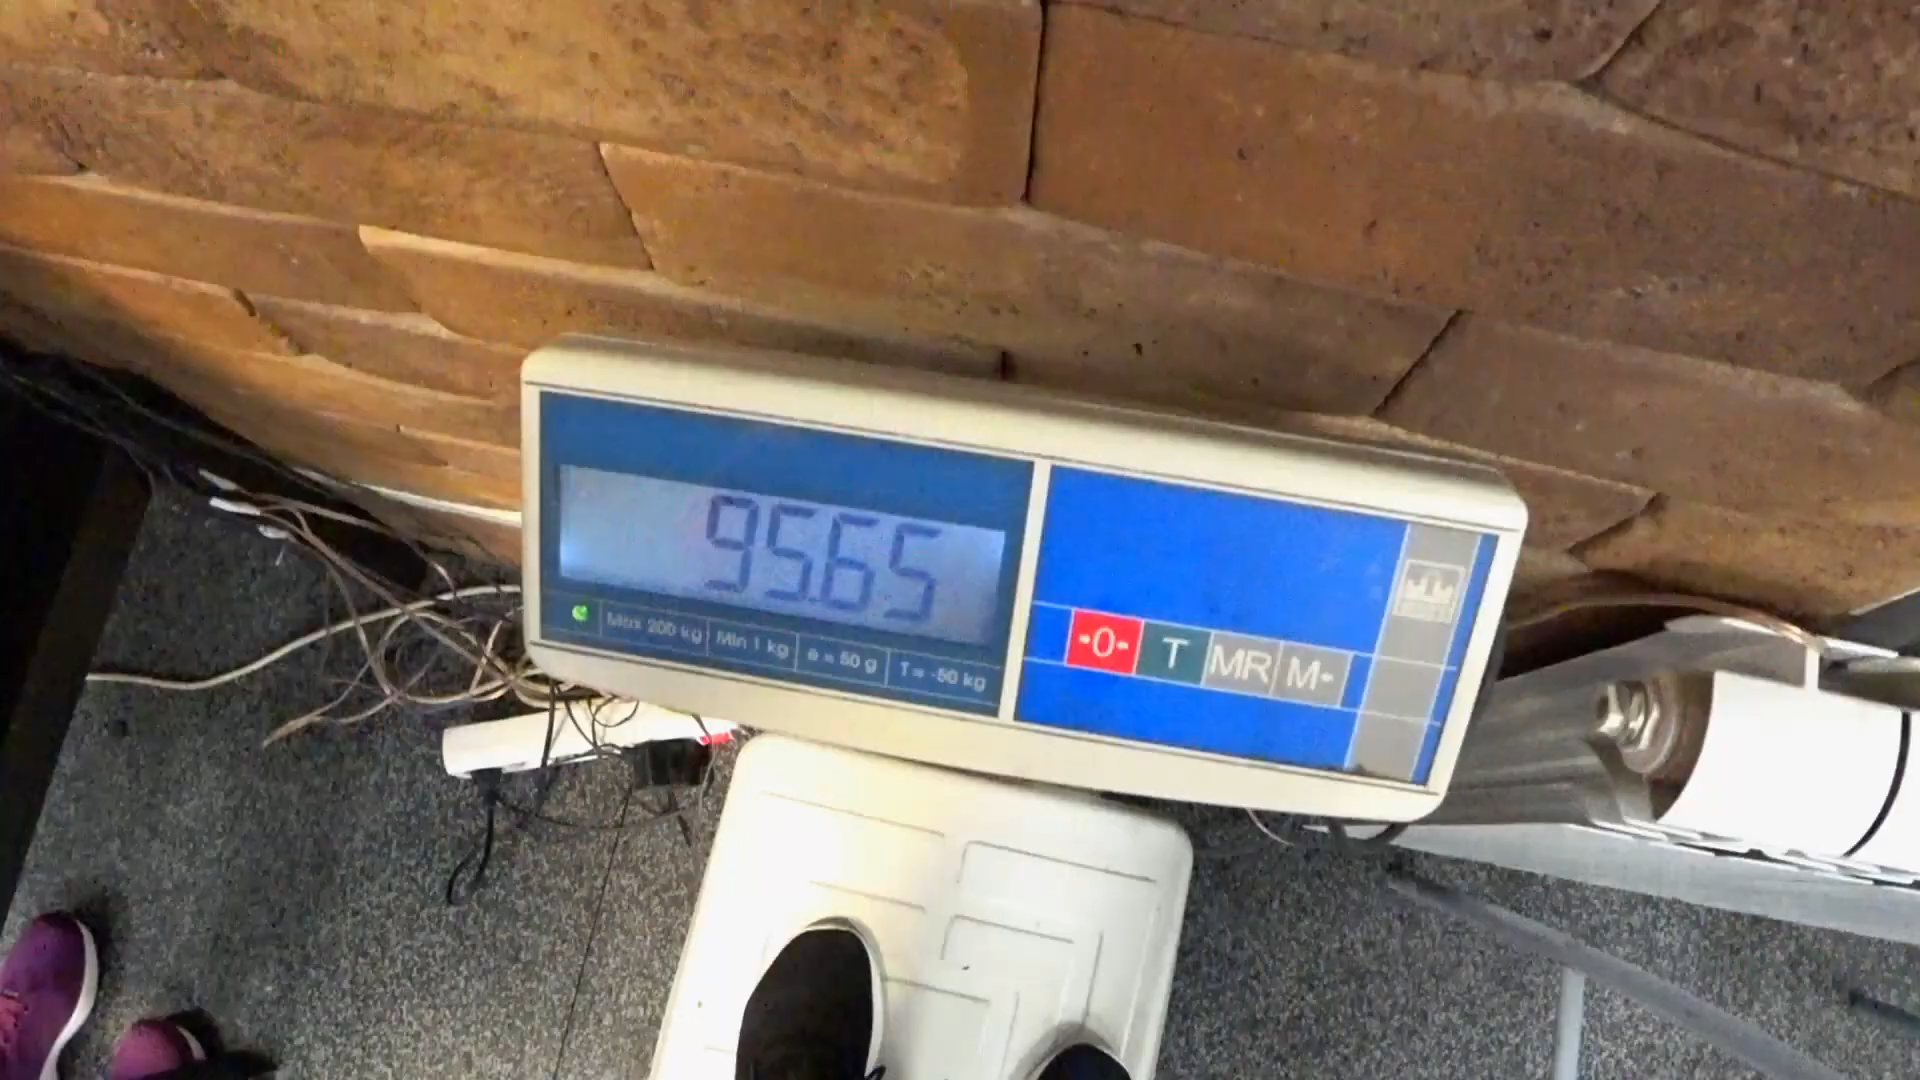 95.65
Max 200 kg Min 1 kg e = 50 g T = -50 kg
•0• T MR M•